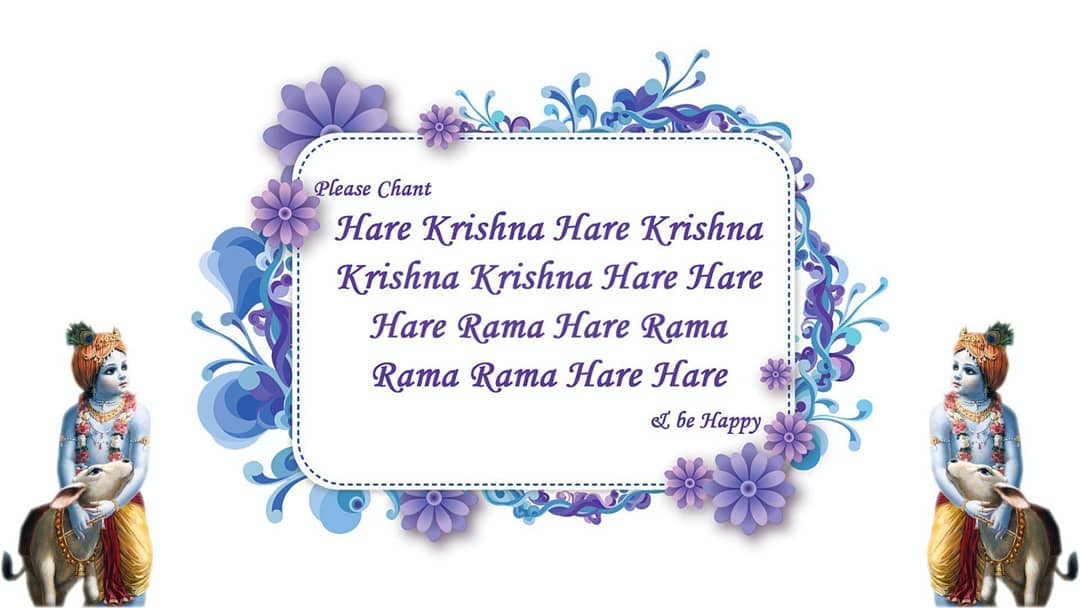 Please Chant
Hare Krishna Hare Krishna
Krishna Krishna Hare Hare
Hare Rama Hare Rama
Rama Rama Hare Hare
& be Happy